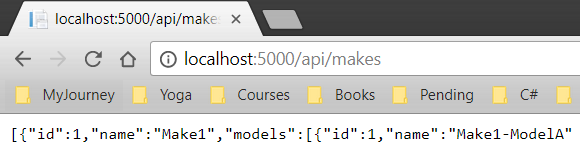 localhost:5000/api/make
localhost:5000/api/makes
MyJourney Yoga Courses Books Pending C#
[{"id":1,"name":"Make1","models":[{"id":1,"name":"Make1-ModelA"